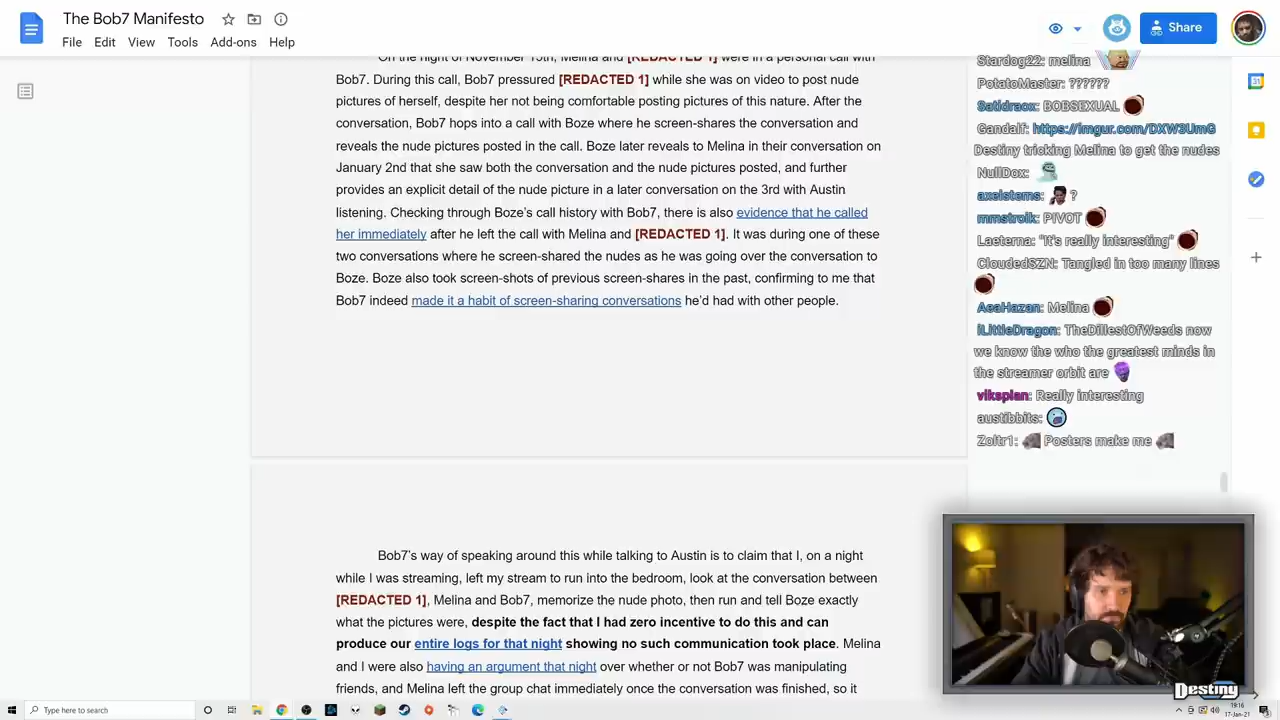 The Bob7 Manifesto
File Edit View Tools Add-ons Help
Share
On the night of November 15th, Melina and [REDACTED 1] were in a personal call with
Bob7. During this call, Bob7 pressured [REDACTED 1] while she was on video to post nude
pictures of herself, despite her not being comfortable posting pictures of this nature. After the
conversation, Bob7 hops into a call with Boze where he screen-shares the conversation and
reveals the nude pictures posted in the call. Boze later reveals to Melina in their conversation on
January 2nd that she saw both the conversation and the nude pictures posted, and further
provides an explicit detail of the nude picture in a later conversation on the 3rd with Austin
listening. Checking through Boze's call history with Bob7, there is also evidence that he called
her immediately after he left the call with Melina and [REDACTED 1]. It was during one of these
two conversations where he screen-shared the nudes as he was going over the conversation to
Boze. Boze also took screen-shots of previous screen-shares in the past, confirming to me that
Bob7 indeed made it a habit of screen-sharing conversations he'd had with other people.
Bob7's way of speaking around this while talking to Austin is to claim that I, on a night
while I was streaming, left my stream to run into the bedroom, look at the conversation between
[REDACTED 1], Melina and Bob7, memorize the nude photo, then run and tell Boze exactly
what the pictures were, despite the fact that I had zero incentive to do this and can
produce our entire logs for that night showing no such communication took place. Melina
and I were also having an argument that night over whether or not Bob7 was manipulating
friends, and Melina left the group chat immediately once the conversation was finished, so it
Stardog22: melina
PotatoMaster: ??????
Satidraox: BOBSEXUAL
Gandalf: https://imgur.com/DXW3UmG
Destiny tricking Melina to get the nudes
NullDox:
axeistems: ?
mmstroik: PIVOT
Laeterna: "It's really interesting"
CloudedSZN: Tangled in too many lines
AeaHazan: Melina
iLittleDragon: TheDillestOfWeeds now
we know the who the greatest minds in
the streamer orbit are
vikspian: Really interesting
austibbits:
Zoltr1: Posters make me
31
Destiny
Type here to search
19:16
17-Jan-21